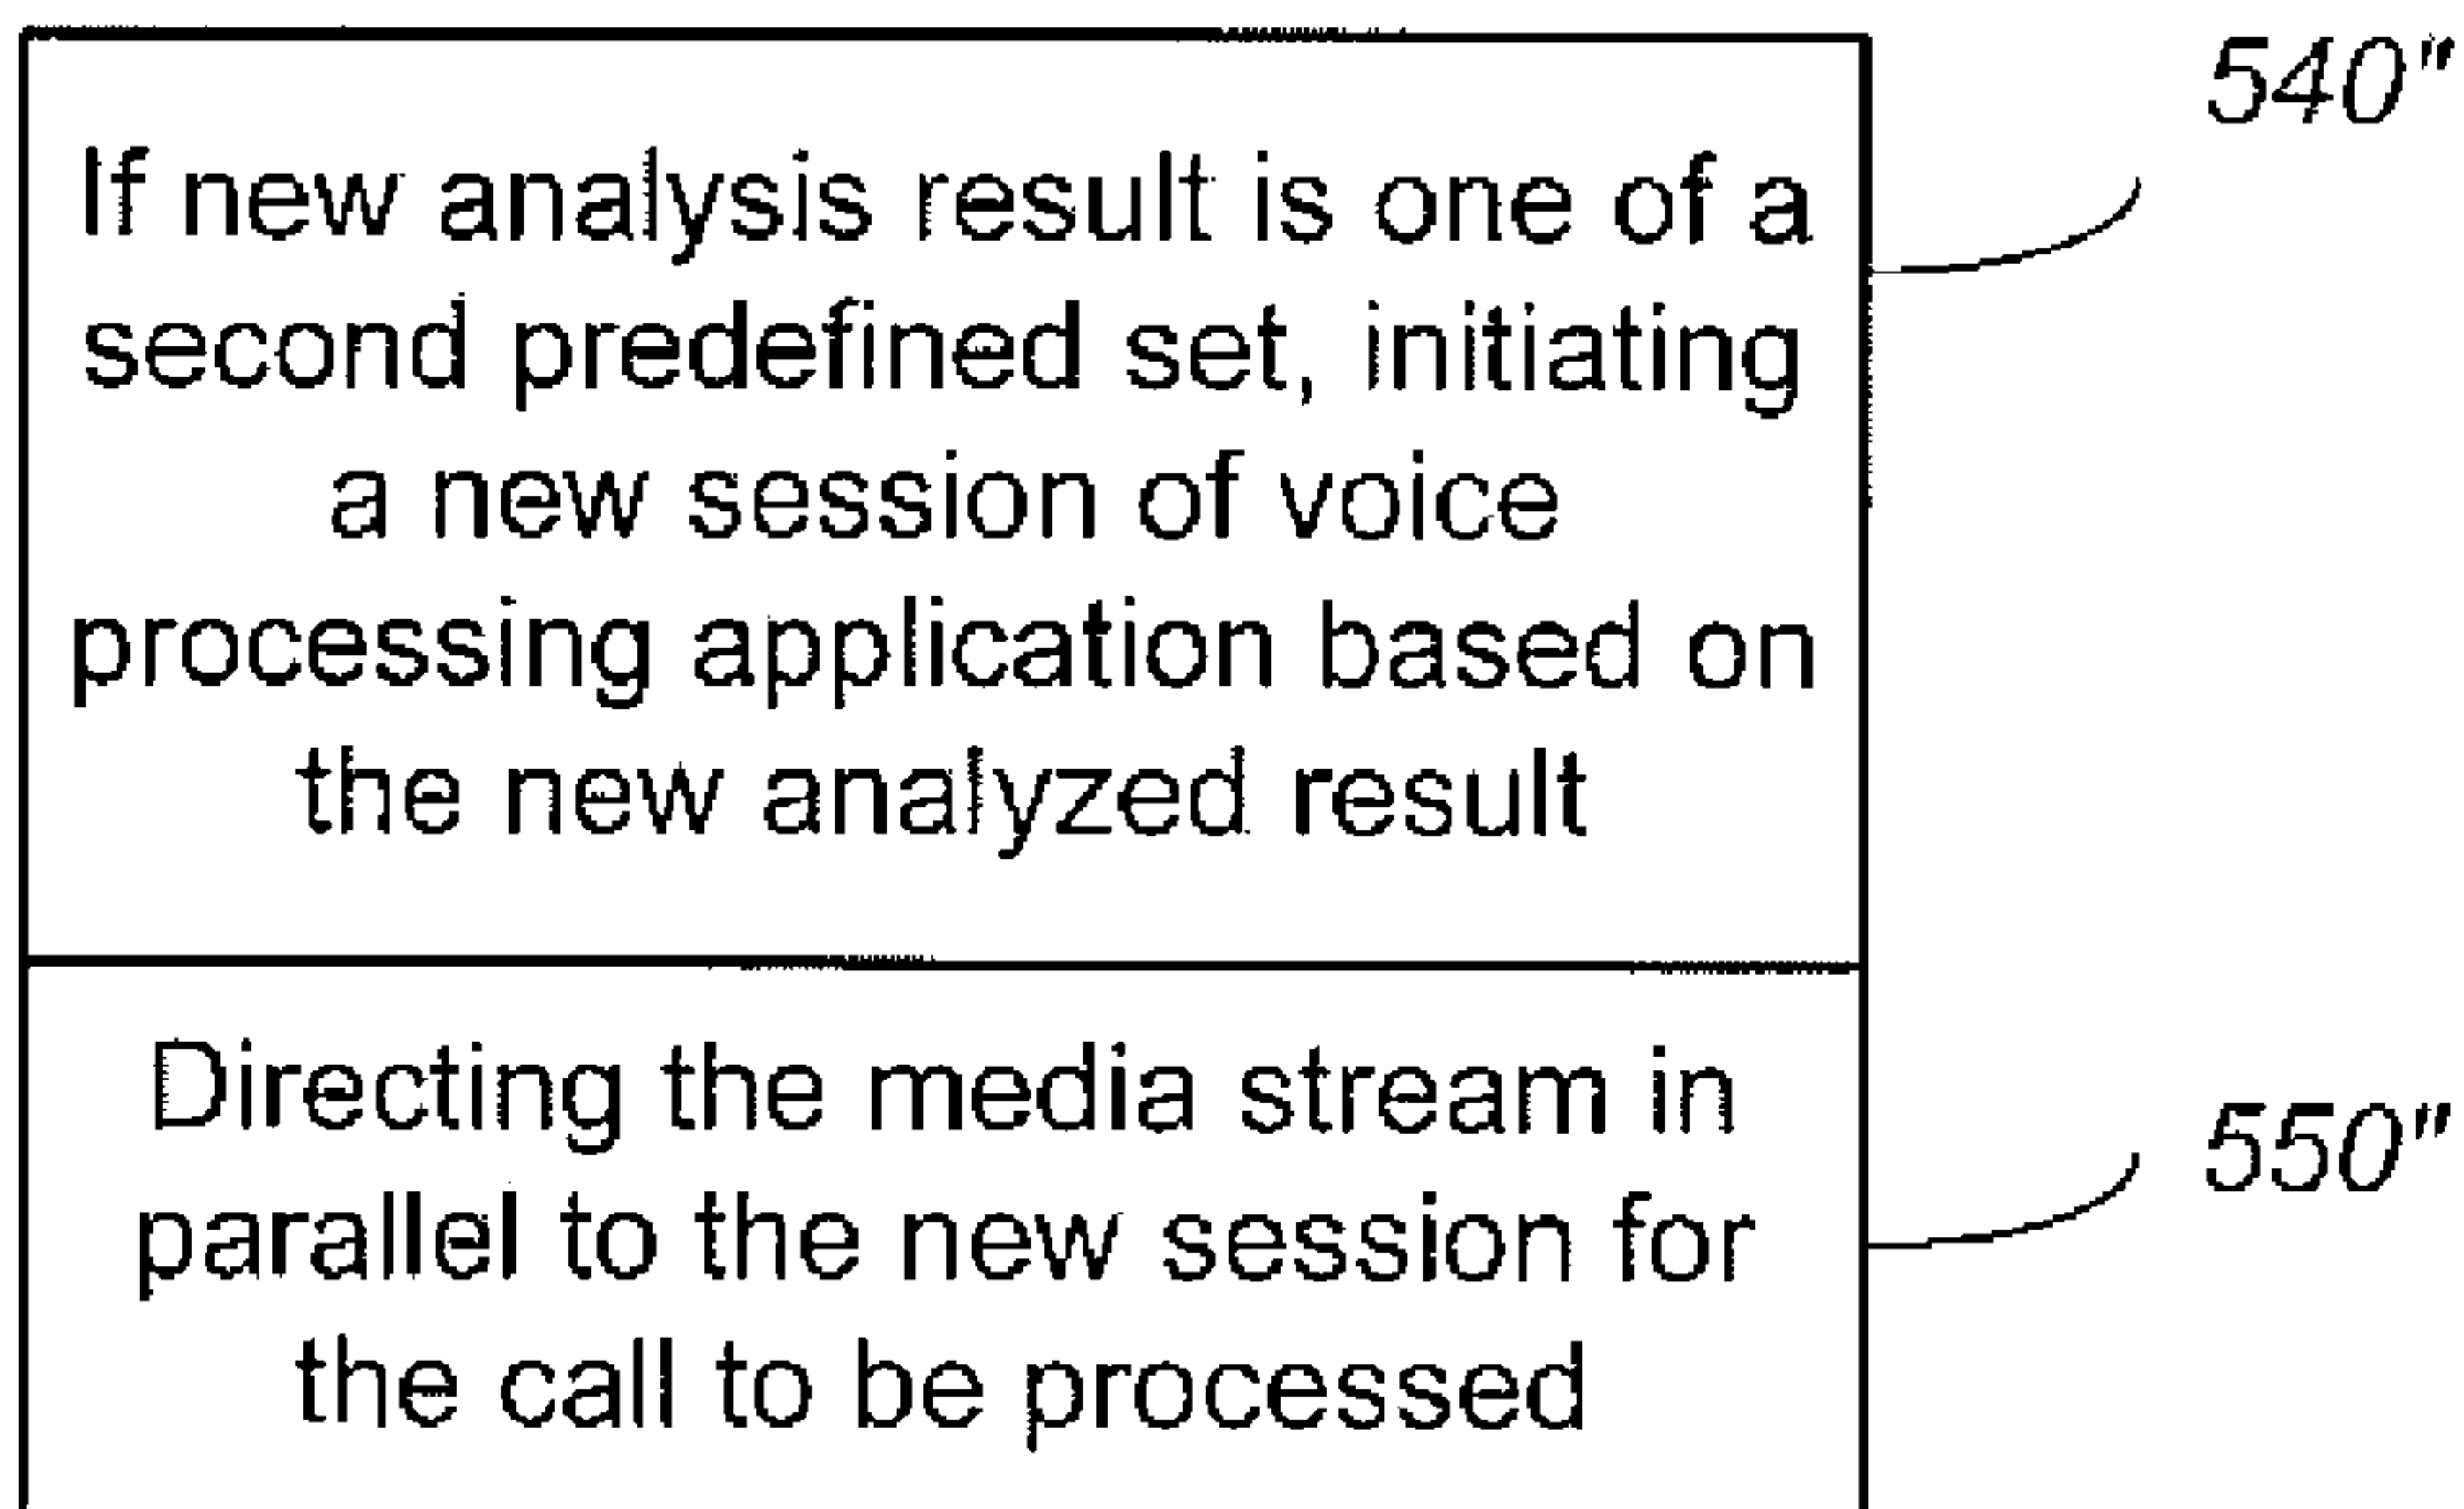 540"
If new analysis result is one of a
second predefined set, initiating
a new session of voice
processing application based on
the new analyzed result
Directing the media stream in
550"
parallel to the new session for
the call to be processed